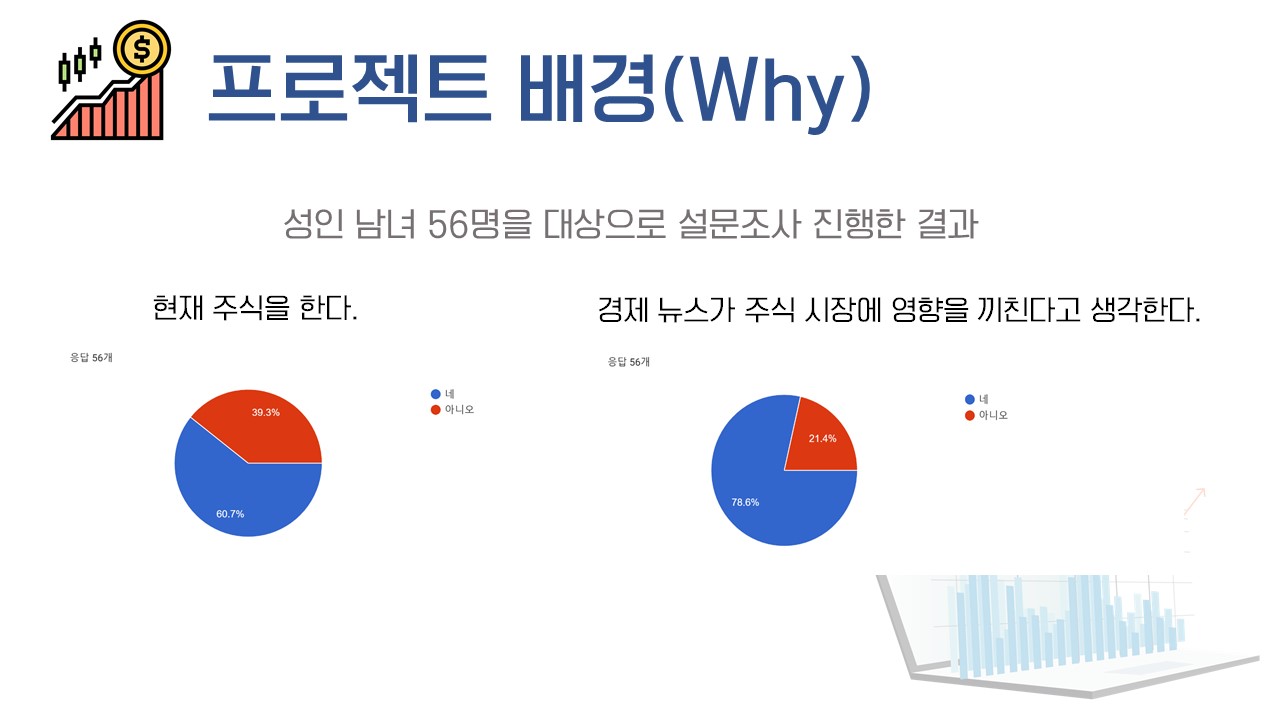 프로젝트 배경(Why)
성인 남녀 56명을 대상으로 설문조사 진행한 결과
현재 주식을 한다.
응답 56개
네
아니오
39.3%
60.7%
경제 뉴스가 주식 시장에 영향을 끼친다고 생각한다.
응답 56개
네
아니오
21.4%
78.6%